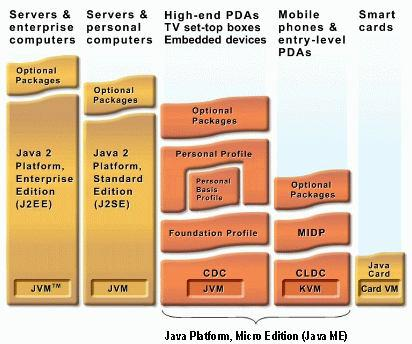 Servers &
enterprise
computers
Servers &
personal
computers
High-end PDAs
TV set-top boxes
Embedded devices
Mobile
phones &
entry-level
PDAs
Smart
cards
Optional
Packages
Java 2
Platform,
Enterprise
Edition
(J2EE)
JVM™
Optional
Packages
Java 2
Platform,
Standard
Edition
(J2SE)
JVM
Optional
Packages
Personal Profile
Personal
Basis
Profile
Foundation Profile
CDC
JVM
Optional
Packages
MIDP
CLDC
KVM
Java
Card
Card VM
Java Platform, Micro Edition (Java ME)